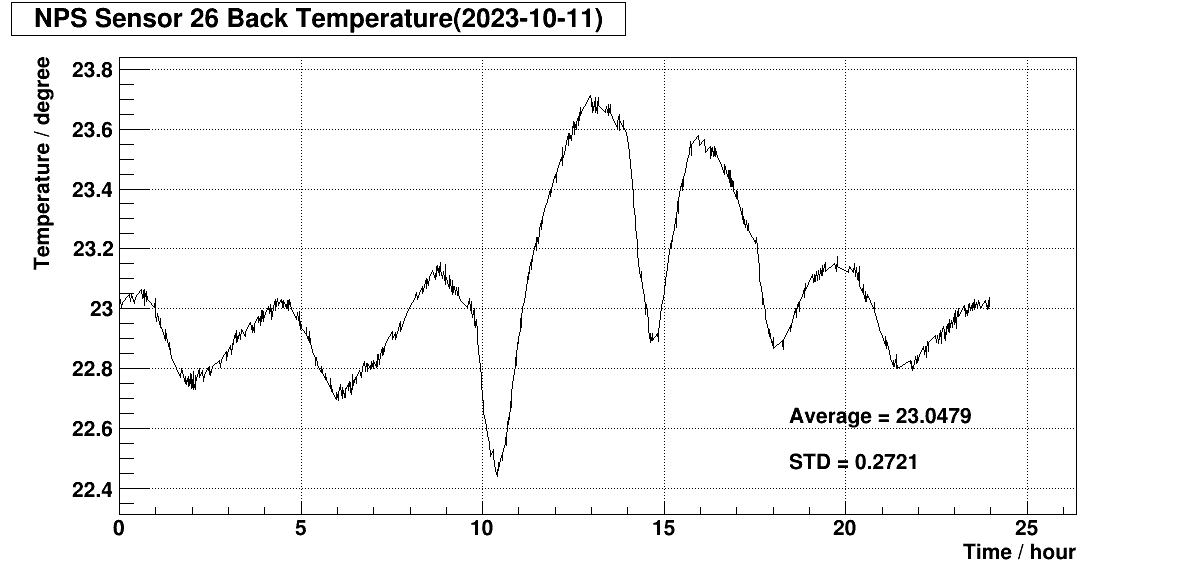 NPS Sensor 26 Back Temperature(2023-10-11)
Temperature / degree
23.8
23.6
23.4
23.2
23
22.8
22.6
22.4
Average = 23.0479
STD = 0.2721
0 5 10 15 20 25
Time / hour